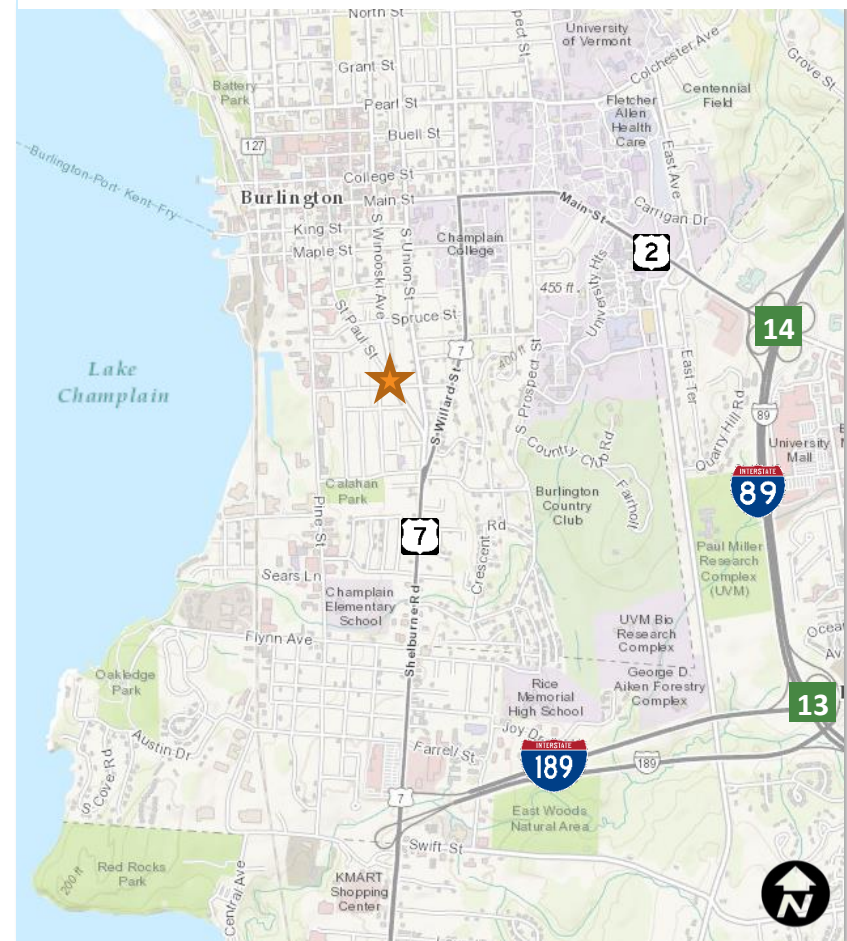 North St
pect St
University
of Vermont
Colchester Ave
Grove St
Grant St
Battery
Park
Pearl St
Fletcher
Allen
Health
Care
Centennial
Field
Buell St
127
East Ave
Burlington-Port Kent-Fry
College St
Burlington
Main St
Main St
Carrigan Dr
King St
Maple St
S Winooski Ave
S Union St
Champlain
College
2
University Hts
455 ft
St Paul St
Spruce St
14
7
400 ft
Lake
Champlain
S Willard St
S Prospect St
East Ter
Quarry Hill Rd
89
University
Mall
Country Club Rd
Fairholt
INTERSTATE
89
Calahan
Park
Burlington
Country
Club
Pine St
7
Crescent Rd
Paul Miller
Research
Complex
(UVM)
Sears Ln
Champlain
Elementary
School
Shelburne Rd
UVM Bio
Research
Complex
Ocea
Av
Flynn Ave
Oakledge
Park
George D.
Aiken Forestry
Complex
Rice
Memorial
High School
13
Austin Dr
Joy Dr
Farrell St
INTERSTATE
189
189
S Cove Rd
7
East Woods
Natural Area
Swift St
200 ft
Red Rocks
Park
Central Ave
KMART
Shopping
Center
N